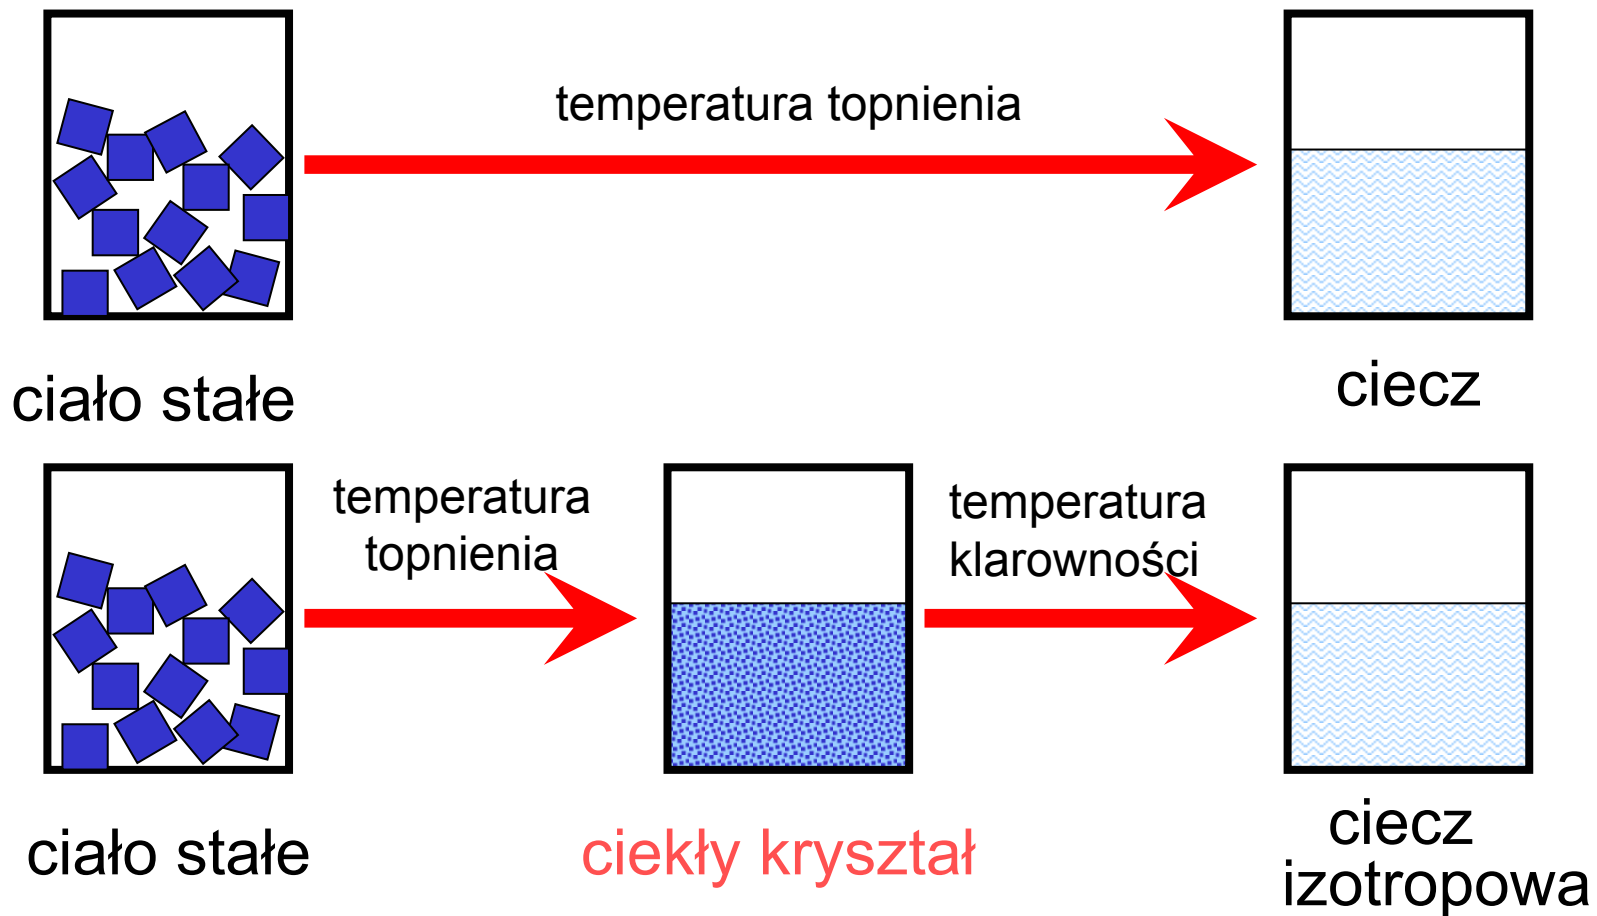 temperatura topnienia
ciało stałe
ciecz
temperatura
topnienia
temperatura
klarowności
ciało stałe
ciekły kryształ
ciecz
izotropowa